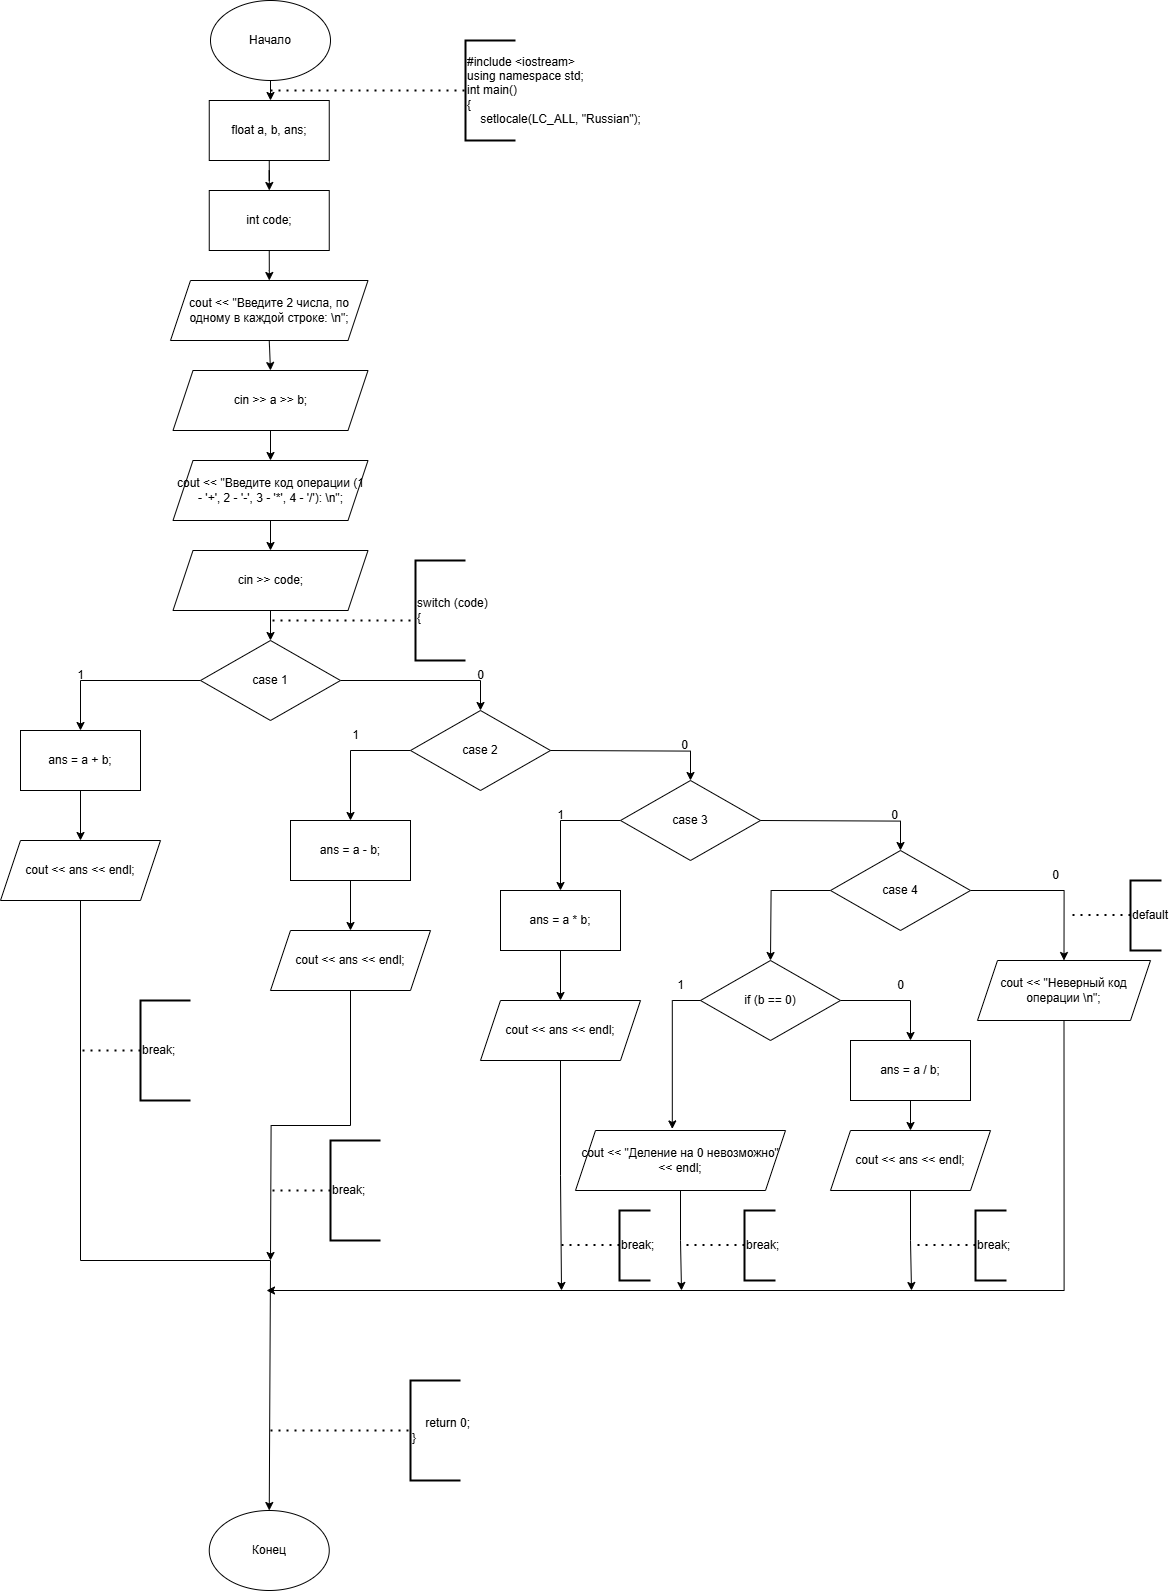 Начало
#include <iostream>
using namespace std;
int main()
{
setlocale(LC_ALL, "Russian");
float a, b, ans;
int code;
cout << "Введите 2 числа, по
одному в каждой строке: \n";
cin >> a >> b;
cout << "Введите код операции (1
- '+', 2 - '-', 3 - '*', 4 - '/'): \n";
cin >> code;
switch (code)
{
case 1
1
0
ans = a + b;
cout << ans << endl;
break;
case 2
1
0
ans = a - b;
cout << ans << endl;
break;
case 3
1
0
ans = a * b;
cout << ans << endl;
break;
case 4
0
default
cout << "Неверный код
операции \n";
if (b == 0)
1
0
ans = a / b;
cout << "Деление на 0 невозможно"
<< endl;
cout << ans << endl;
break;
break;
return 0;
}
Конец